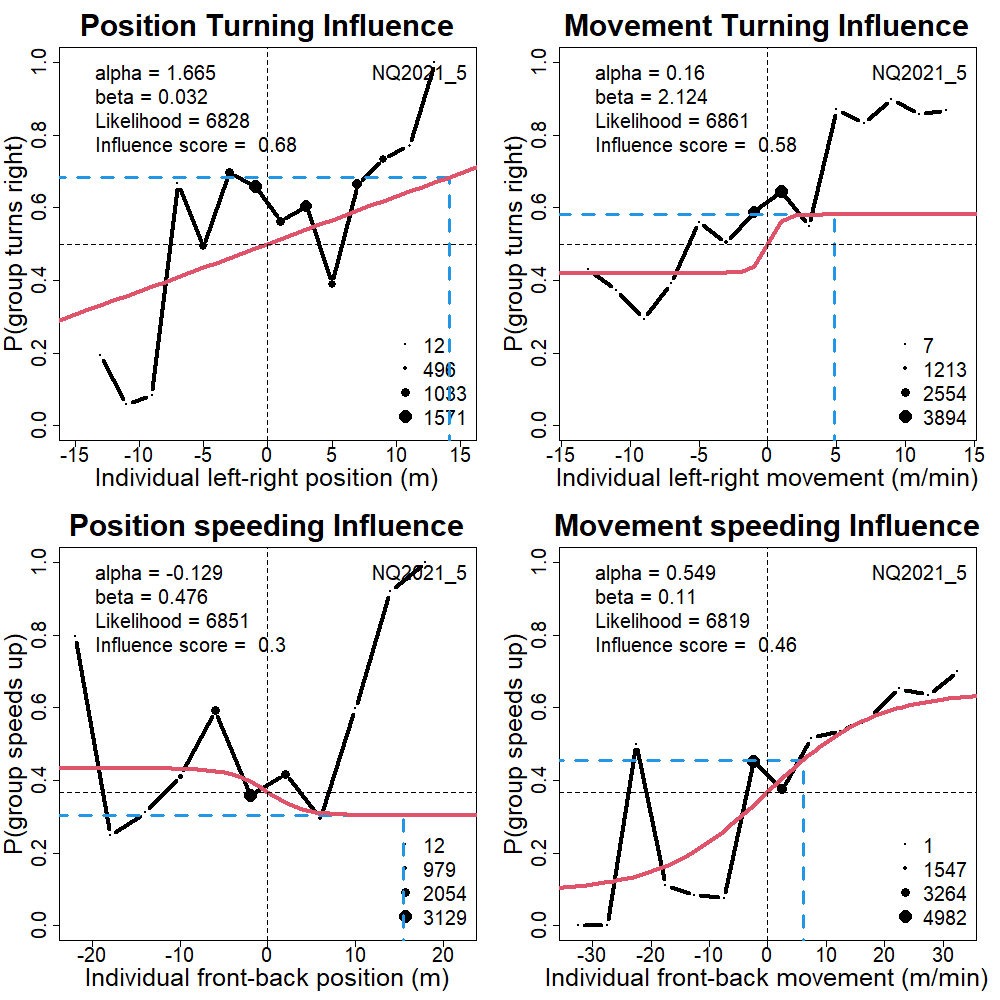 Position Turning Influence
P(group turns right)
1.0
0.8
0.6
0.4
0.2
0.0
alpha = 1.665
beta = 0.032
Likelihood = 6828
Influence score = 0.68
NQ2021_5
12
496
1033
1571
-15 -10 -5 0 5 10 15
Individual left-right position (m)
Movement Turning Influence
P(group turns right)
1.0
0.8
0.6
0.4
0.2
0.0
alpha = 0.16
beta = 2.124
Likelihood = 6861
Influence score = 0.58
NQ2021_5
7
1213
2554
3894
-15 -10 -5 0 5 10 15
Individual left-right movement (m/min)
Position speeding Influence
P(group speeds up)
1.0
0.8
0.6
0.4
0.2
0.0
alpha = -0.129
beta = 0.476
Likelihood = 6851
Influence score = 0.3
NQ2021_5
12
979
2054
3129
-20 -10 0 10 20
Individual front-back position (m)
Movement speeding Influence
P(group speeds up)
1.0
0.8
0.6
0.4
0.2
0.0
alpha = 0.549
beta = 0.11
Likelihood = 6819
Influence score = 0.46
NQ2021_5
1
1547
3264
4982
-30 -20 -10 0 10 20 30
Individual front-back movement (m/min)